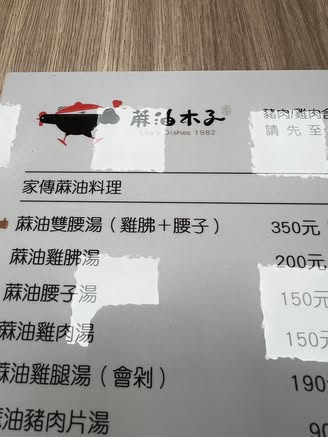 蔴油木子®
Lee's Dishes 1982
豬肉/雞肉
請先至
家傳蔴油料理
蔴油雙腰湯（雞胇＋腰子） 350元
蔴油雞胇湯 200元
蔴油腰子湯 150元
蔴油雞肉湯 150元
蔴油雞腿湯（會剁） 190
油豬肉片湯 90